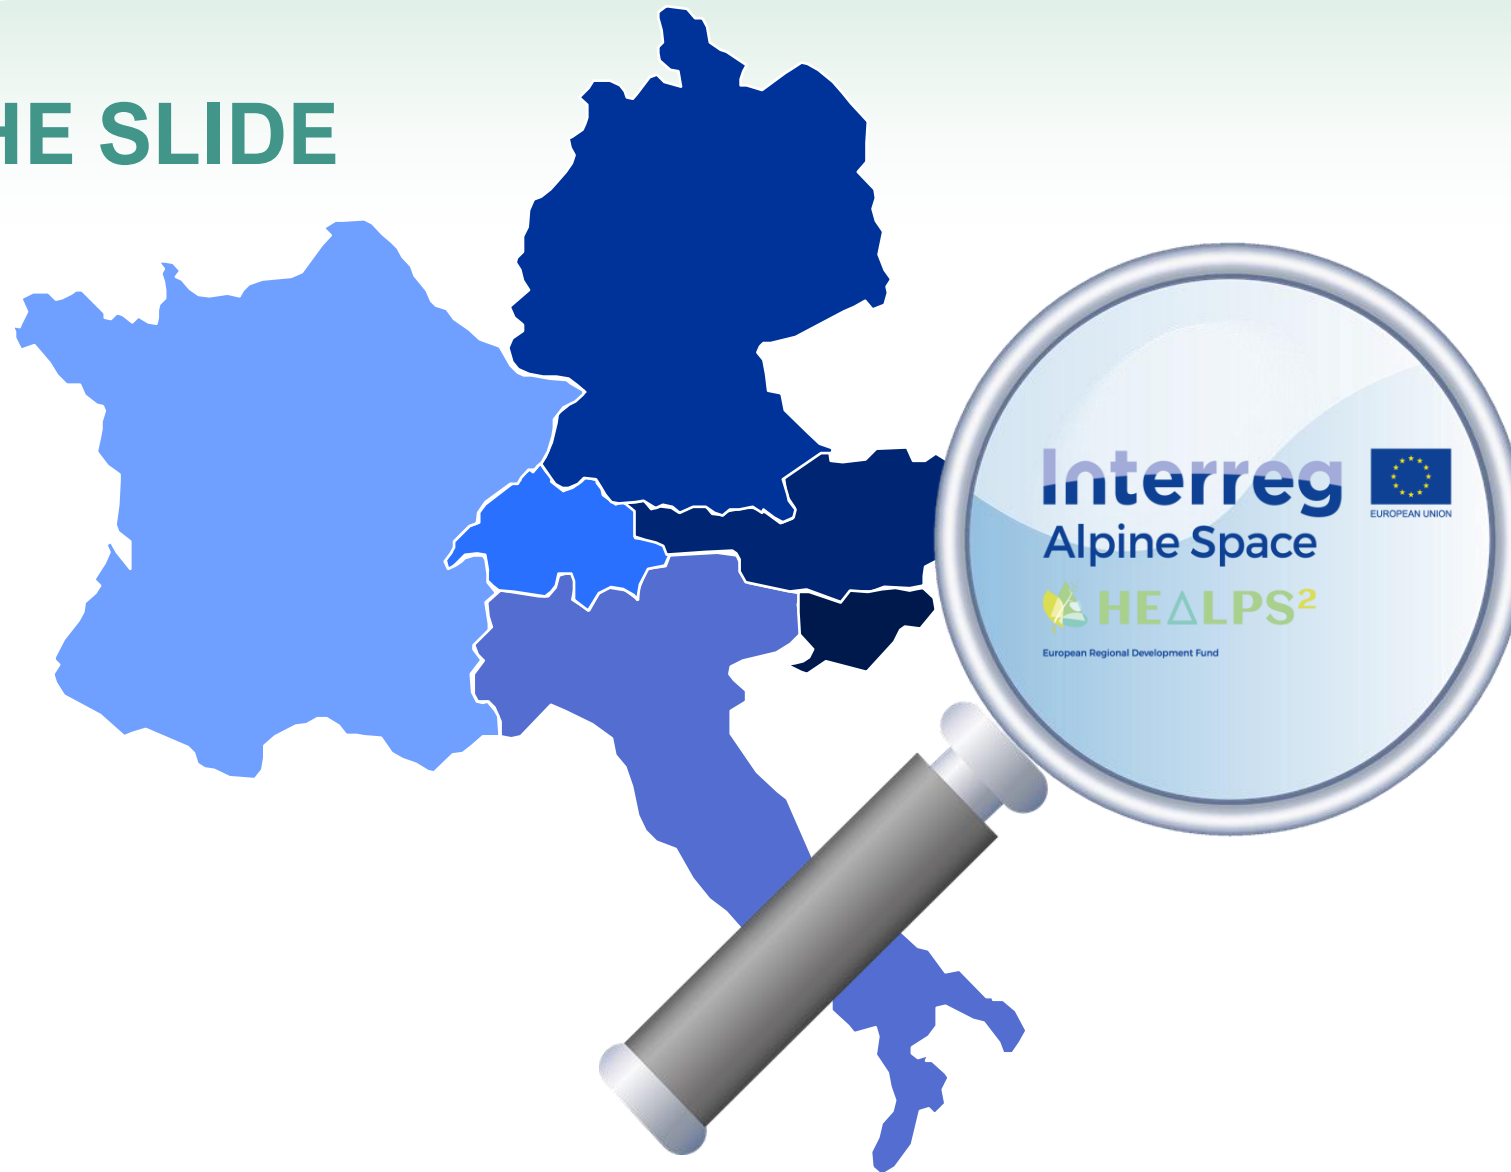 HE SLIDE
Interreg
EUROPEAN UNION
Alpine Space
HEALPS²
European Regional Development Fund